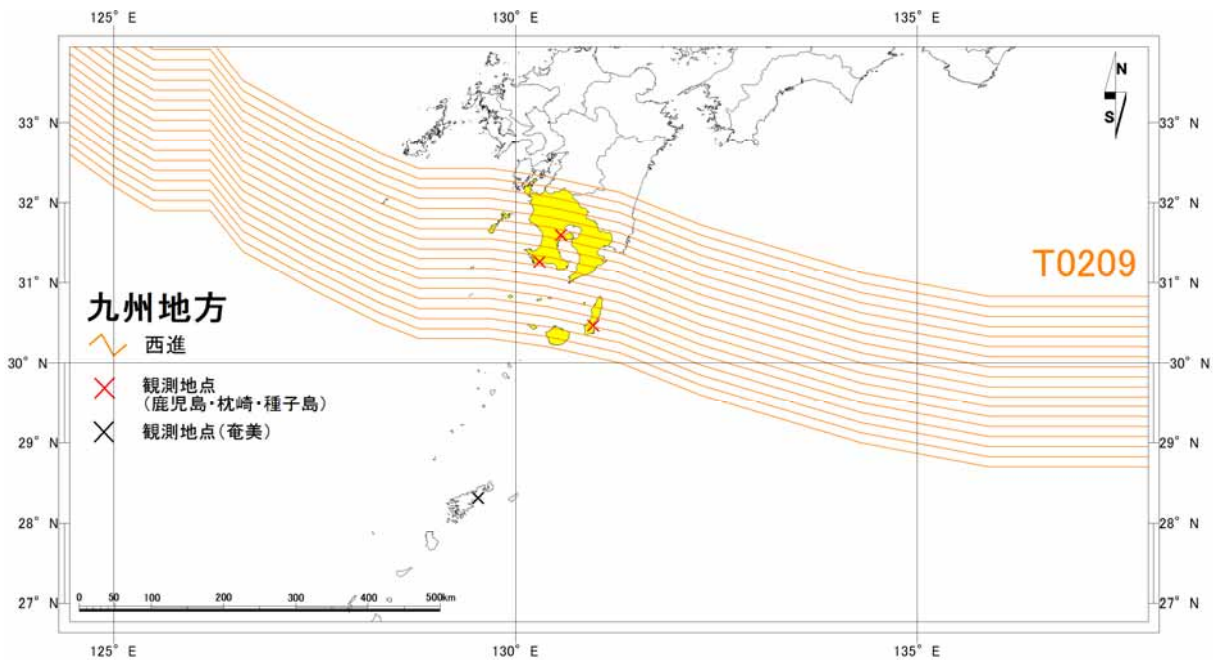 125° E 130° E 135° E
N
S
33° N 33° N
32° N 32° N
31° N 31° N
T0209
九州地方
西進
30° N 30° N
観測地点
(鹿児島・枕崎・種子島)
観測地点(奄美)
29° N 29° N
28° N 28° N
0 50 100 200 300 400 500km
27° N 27° N
125° E 130° E 135° E